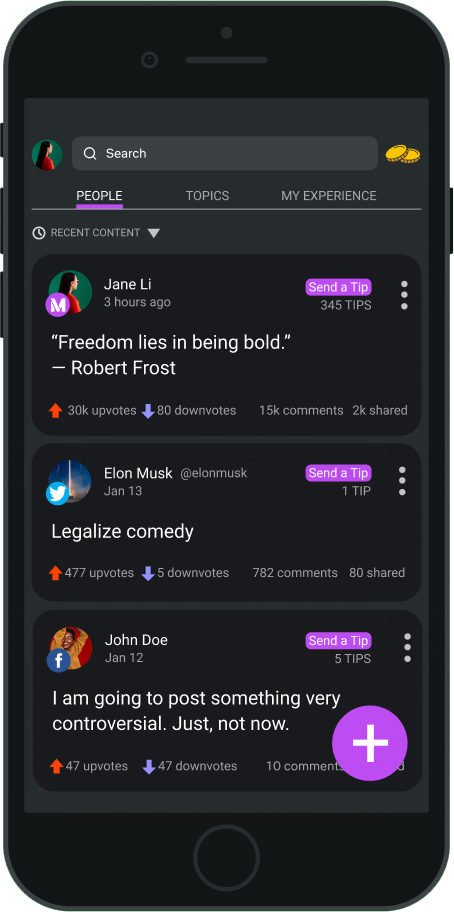 Search
PEOPLE TOPICS MY EXPERIENCE
RECENT CONTENT
Jane Li Send a Tip
3 hours ago 345 TIPS
M
“Freedom lies in being bold.”
— Robert Frost
30k upvotes 80 downvotes 15k comments 2k shared
Elon Musk @elonmusk Send a Tip
Jan 13 1 TIP
Legalize comedy
477 upvotes 5 downvotes 782 comments 80 shared
John Doe Send a Tip
Jan 12 5 TIPS
f
I am going to post something very
controversial. Just, not now.
47 upvotes 47 downvotes 10 comments